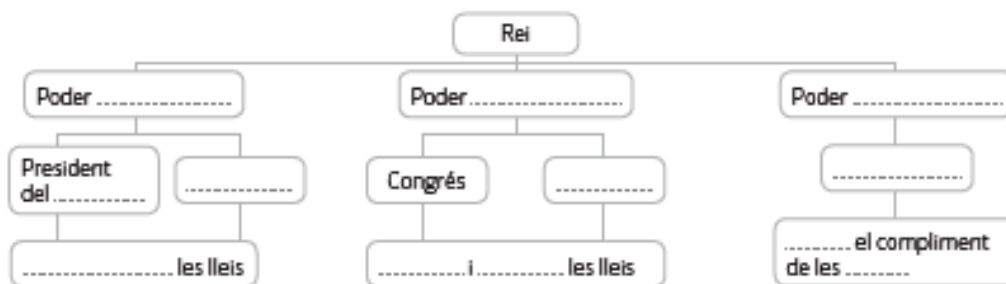 Rei
Poder ........................
Poder ............................
Poder ............................
President
del .................
....................
Congrés
..................
........................
............................ les lleis
................ i ................ les lleis
............ el compliment
de les ............